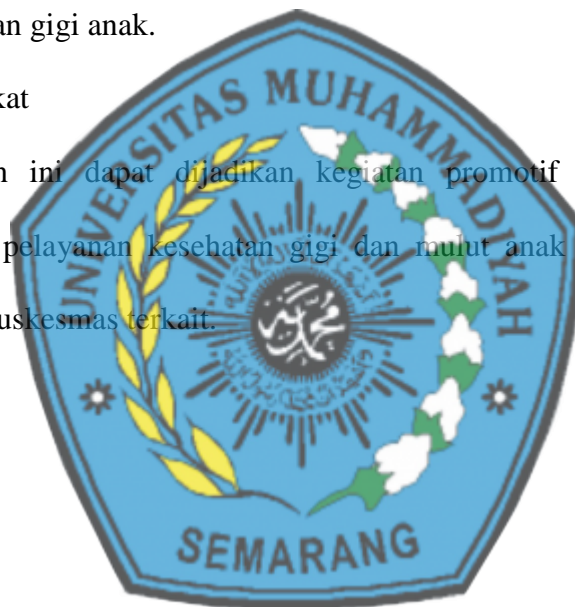 an gigi anak.
kat
n ini dapat dijadikan kegiatan promotif
pelayanan kesehatan gigi dan mulut anak
uskesmas terkait.
UNIVERSITAS MUHAMMADIYAH
محمد
SEMARANG